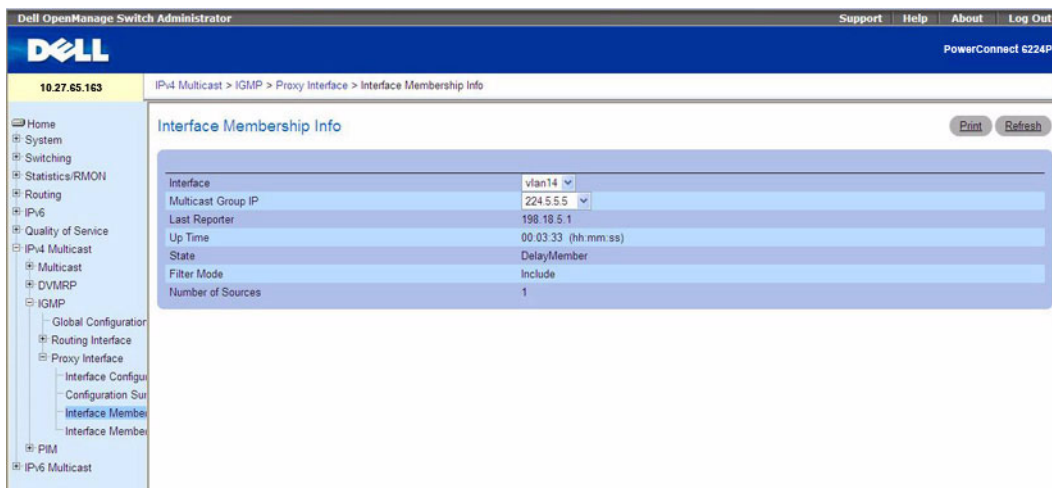 Dell OpenManage Switch Administrator Support Help About Log Out
DELL
PowerConnect 6224P
10.27.65.163
IPv4 Multicast > IGMP > Proxy Interface > Interface Membership Info
Home
System
Switching
Statistics/RMON
Routing
IPv6
Quality of Service
IPv4 Multicast
Multicast
DVMRP
IGMP
Global Configuration
Routing Interface
Proxy Interface
Interface Configu
Configuration Sur
Interface Member
Interface Member
PIM
IPv6 Multicast
Interface Membership Info
Print Refresh
Interface vlan14
Multicast Group IP 224.5.5.5
Last Reporter 198.18.5.1
Up Time 00:03:33 (hh:mm:ss)
State DelayMember
Filter Mode Include
Number of Sources 1